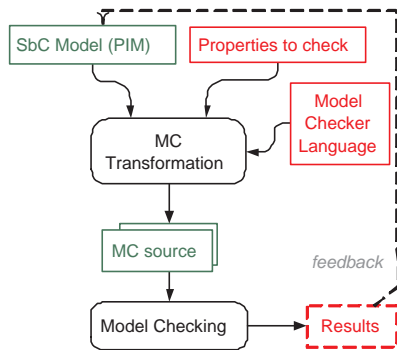 SbC Model (PIM)
Properties to check
Model
Checker
Language
MC
Transformation
MC source
feedback
Model Checking
Results